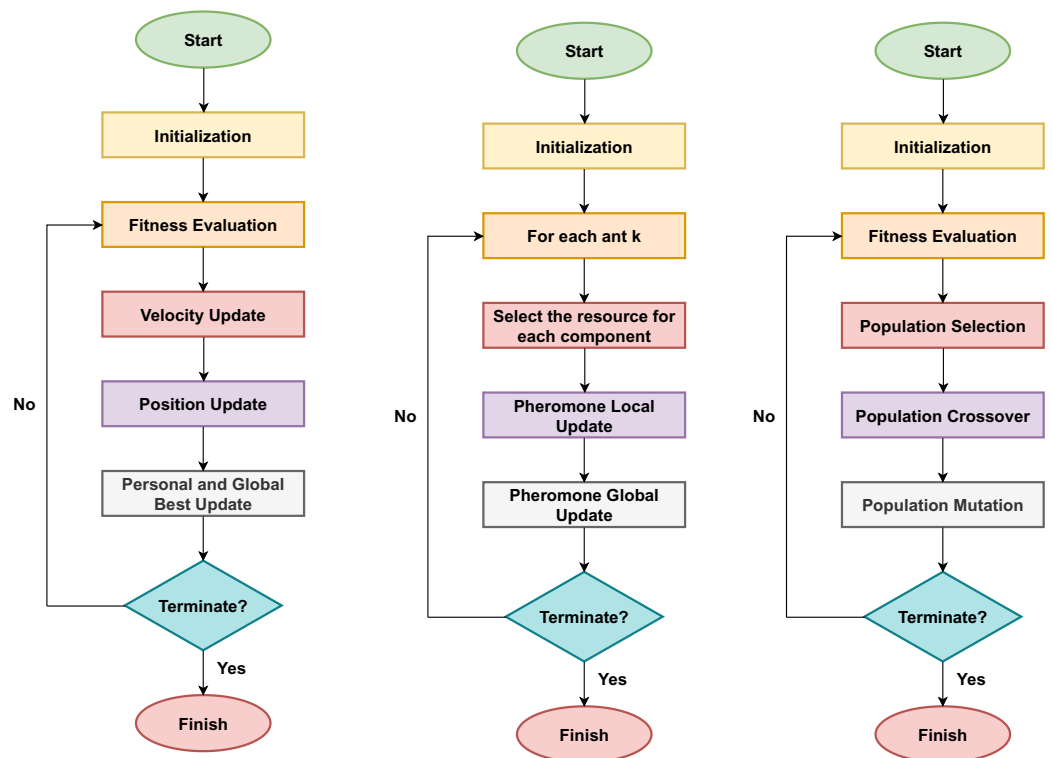 Start
Initialization
Fitness Evaluation
Velocity Update
Position Update
No
Personal and Global
Best Update
Terminate?
Yes
Finish
Start
Initialization
For each ant k
Select the resource for
each component
Pheromone Local
Update
No
Pheromone Global
Update
Terminate?
Yes
Finish
Start
Initialization
Fitness Evaluation
Population Selection
Population Crossover
No
Population Mutation
Terminate?
Yes
Finish